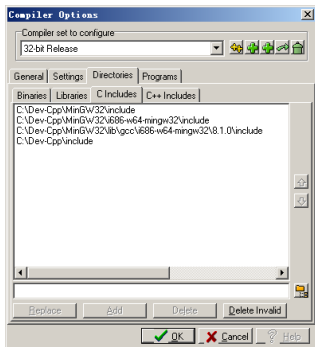 Compiler Options
Compiler set to configure
32-bit Release
General Settings Directories Programs
Binaries Libraries C Includes C++ Includes
C:\Dev-Cpp\MinGW32\include
C:\Dev-Cpp\MinGW32\i686-w64-mingw32\include
C:\Dev-Cpp\MinGW32\lib\gcc\i686-w64-mingw32\8.1.0\include
C:\Dev-Cpp\include
Replace Add Delete Delete Invalid
OK Cancel ? Help